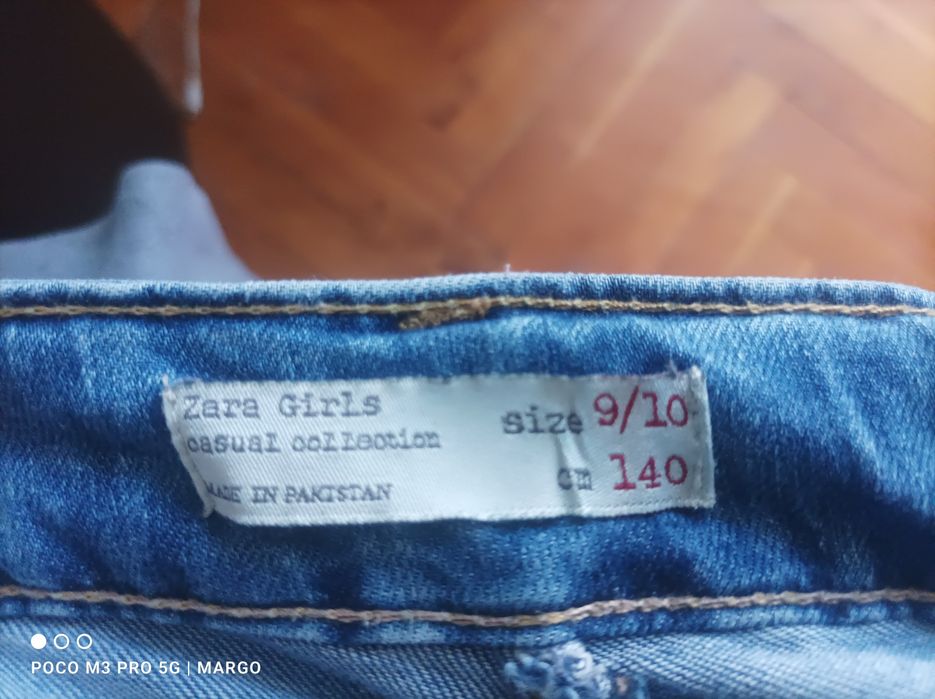 Zara Girls
casual collection
size 9/10
MADE IN PAKISTAN
cm 140
POCO M3 PRO 5G | MARGO